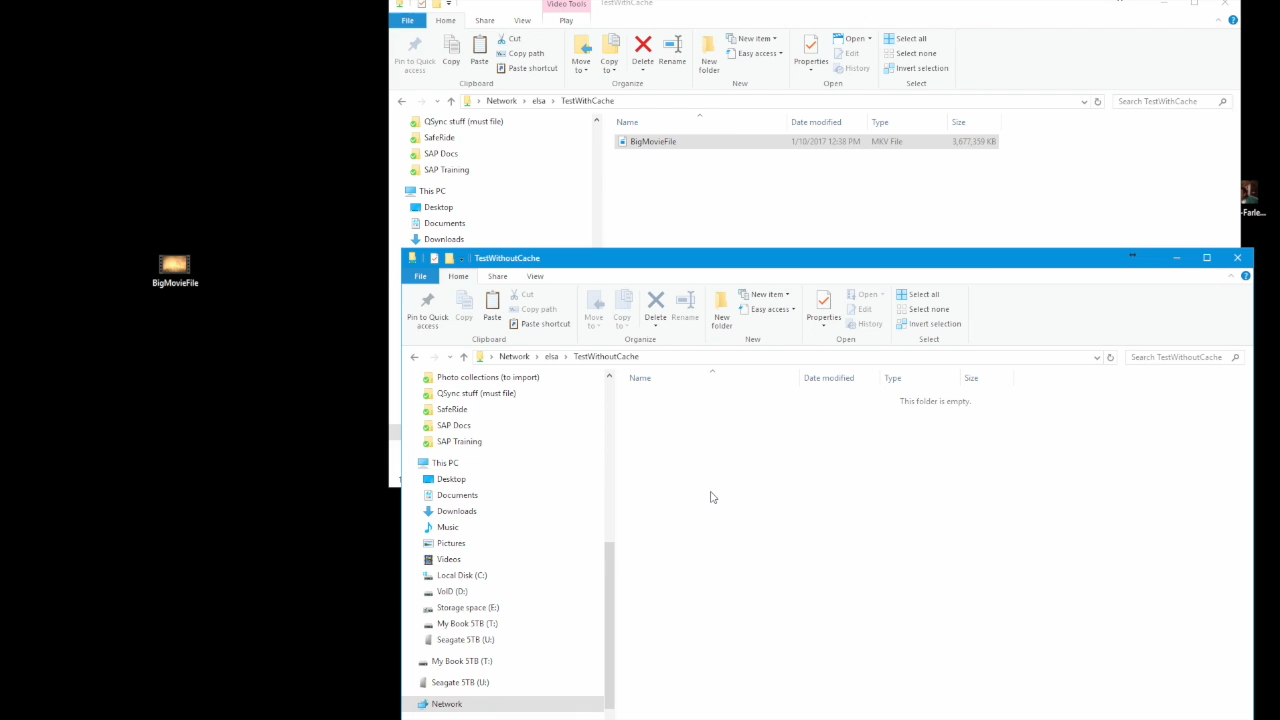 Video Tools
TestWithCache
File Home Share View Play
Pin to Quick access
Copy
Paste
Cut
Copy path
Paste shortcut
Clipboard
Move to
Copy to
Delete
Rename
Organize
New folder
New item
Easy access
New
Properties
Open
Edit
History
Open
Select all
Select none
Invert selection
Select
Network elsa TestWithCache
Search TestWithCache
QSync stuff (must file)
SafeRide
SAP Docs
SAP Training
This PC
Desktop
Documents
Downloads
Name Date modified Type Size
BigMovieFile 1/10/2017 12:38 PM MKV File 3,677,359 KB
BigMovieFile
-Farle...
TestWithoutCache
File Home Share View
Pin to Quick access
Copy
Paste
Cut
Copy path
Paste shortcut
Clipboard
Move to
Copy to
Delete
Rename
Organize
New folder
New item
Easy access
New
Properties
Open
Edit
History
Open
Select all
Select none
Invert selection
Select
Network elsa TestWithoutCache
Search TestWithoutCache
Photo collections (to import)
QSync stuff (must file)
SafeRide
SAP Docs
SAP Training
This PC
Desktop
Documents
Downloads
Music
Pictures
Videos
Local Disk (C:)
VolD (D:)
Storage space (E:)
My Book 5TB (T:)
Seagate 5TB (U:)
My Book 5TB (T:)
Seagate 5TB (U:)
Network
Name Date modified Type Size
This folder is empty.